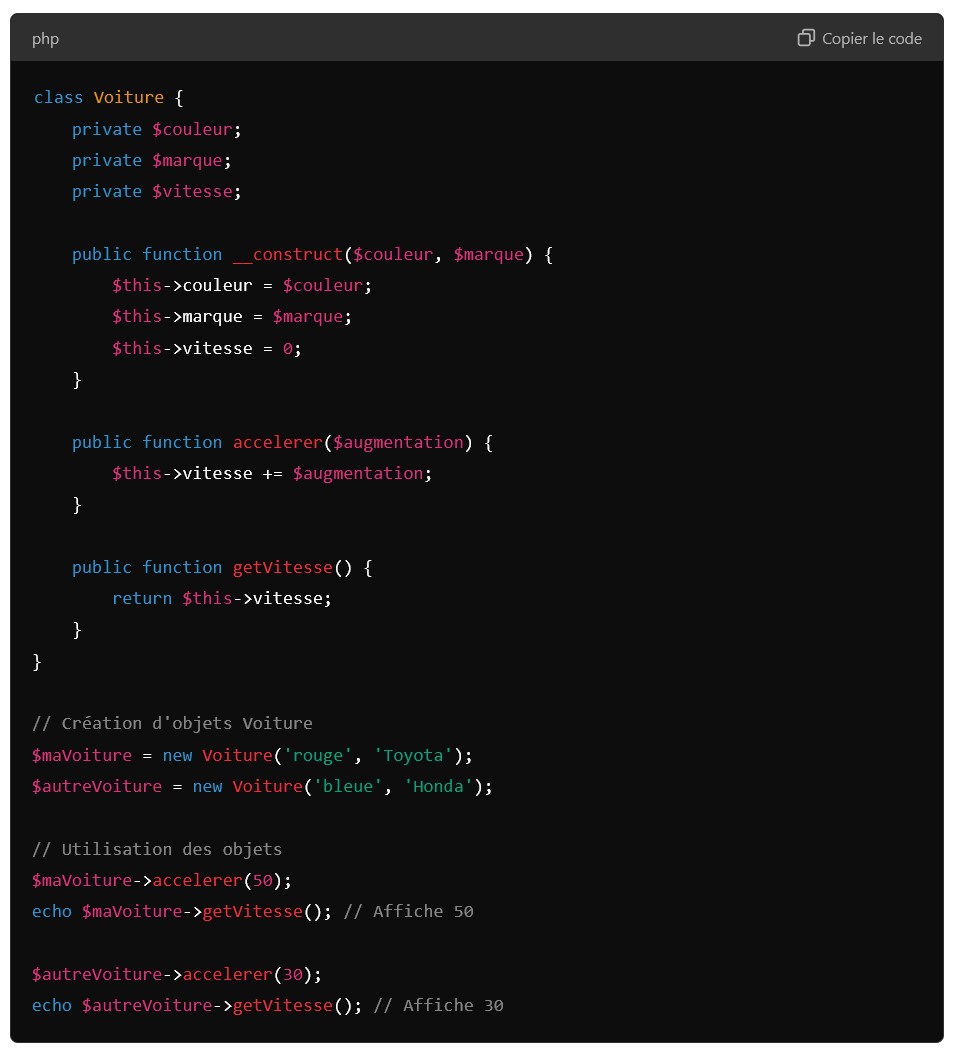 php
Copier le code
class Voiture {
    private $couleur;
    private $marque;
    private $vitesse;

    public function __construct($couleur, $marque) {
        $this->couleur = $couleur;
        $this->marque = $marque;
        $this->vitesse = 0;
    }

    public function accelerer($augmentation) {
        $this->vitesse += $augmentation;
    }

    public function getVitesse() {
        return $this->vitesse;
    }
}

// Création d'objets Voiture
$maVoiture = new Voiture('rouge', 'Toyota');
$autreVoiture = new Voiture('bleue', 'Honda');

// Utilisation des objets
$maVoiture->accelerer(50);
echo $maVoiture->getVitesse(); // Affiche 50

$autreVoiture->accelerer(30);
echo $autreVoiture->getVitesse(); // Affiche 30